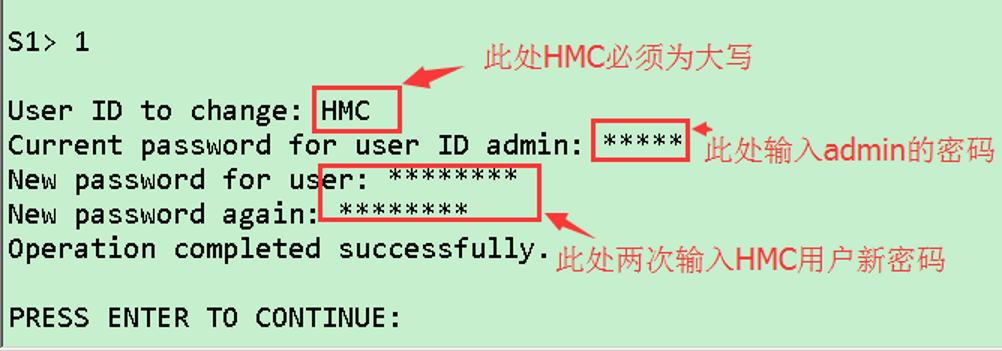 S1> 1
此处HMC必须为大写
User ID to change: HMC
Current password for user ID admin: *****
此处输入admin的密码
New password for user: ********
New password again: ********
Operation completed successfully.
此处两次输入HMC用户新密码
PRESS ENTER TO CONTINUE: